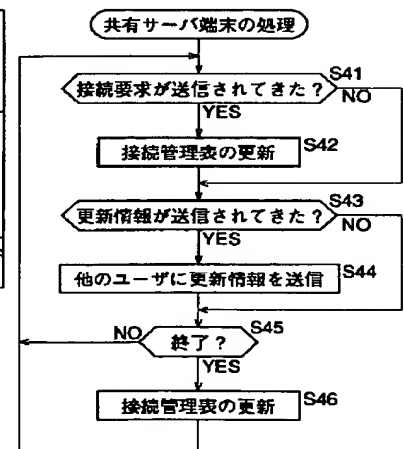 共有サーバ端末の処理
接続要求が送信されてきた? S41
NO
YES
接続管理表の更新 S42
更新情報が送信されてきた? S43
NO
YES
他のユーザに更新情報を送信 S44
NO 終了? S45
YES
接続管理表の更新 S46